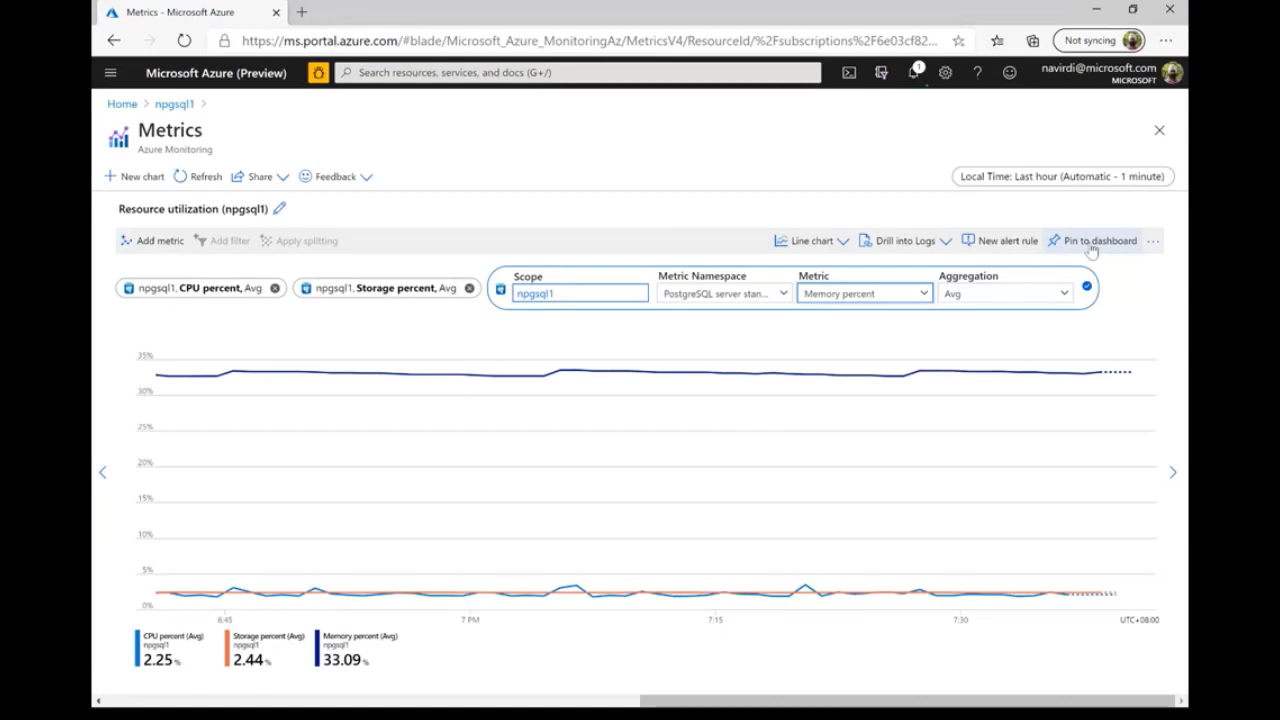 Metrics - Microsoft Azure
https://ms.portal.azure.com/#blade/Microsoft_Azure_MonitoringAz/MetricsV4/ResourceId/%2Fsubscriptions%2F6e03cf82...
Not syncing
Microsoft Azure (Preview)
Search resources, services, and docs (G+/)
1
navirdi@microsoft.com
MICROSOFT
Home > npgsql1 >
Metrics
Azure Monitoring
New chart Refresh Share Feedback
Local Time: Last hour (Automatic - 1 minute)
Resource utilization (npgsql1)
Add metric Add filter Apply splitting Line chart Drill into Logs New alert rule Pin to dashboard ...
Scope Metric Namespace Metric Aggregation
npgsql1, CPU percent, Avg npgsql1, Storage percent, Avg npgsql1 PostgreSQL server stan... Memory percent Avg
35%
30%
25%
20%
15%
10%
5%
0%
6:45 7 PM 7:15 7:30 UTC+08:00
CPU percent (Avg) Storage percent (Avg) Memory percent (Avg)
npgsql1 npgsql1 npgsql1
2.25 % 2.44 % 33.09 %